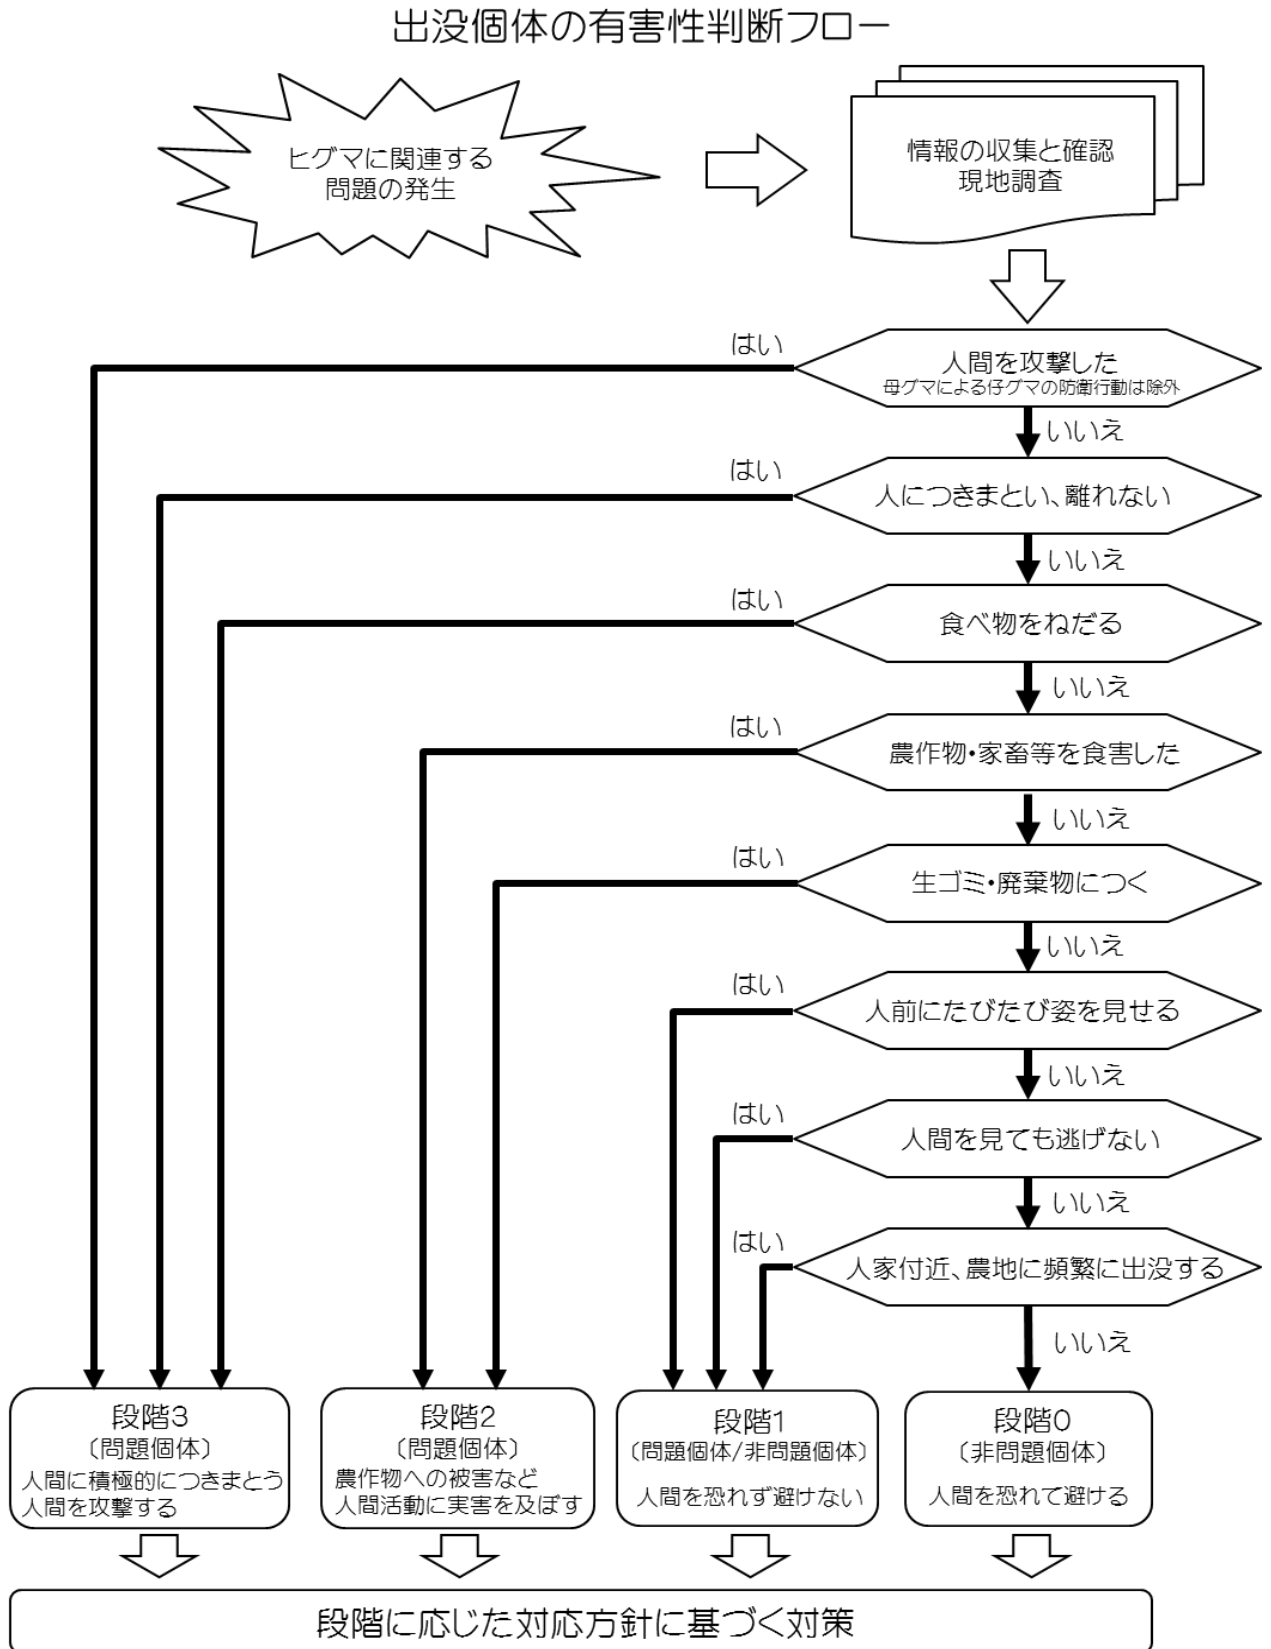 出没個体の有害性判断フロー
ヒグマに関連する
問題の発生
情報の収集と確認
現地調査
はい
人間を攻撃した
母グマによる仔グマの防衛行動は除外
いいえ
はい
人につきまとい、離れない
いいえ
はい
食べ物をねだる
いいえ
はい
農作物・家畜等を食害した
いいえ
はい
生ゴミ・廃棄物につく
いいえ
はい
人前にたびたび姿を見せる
いいえ
はい
人間を見ても逃げない
いいえ
はい
人家付近、農地に頻繁に出没する
いいえ
段階3
（問題個体）
人間に積極的につきまとう
人間を攻撃する
段階2
（問題個体）
農作物への被害など
人間活動に実害を及ぼす
段階1
（問題個体/非問題個体）
人間を恐れず避けない
段階0
（非問題個体）
人間を恐れて避ける
段階に応じた対応方針に基づく対策